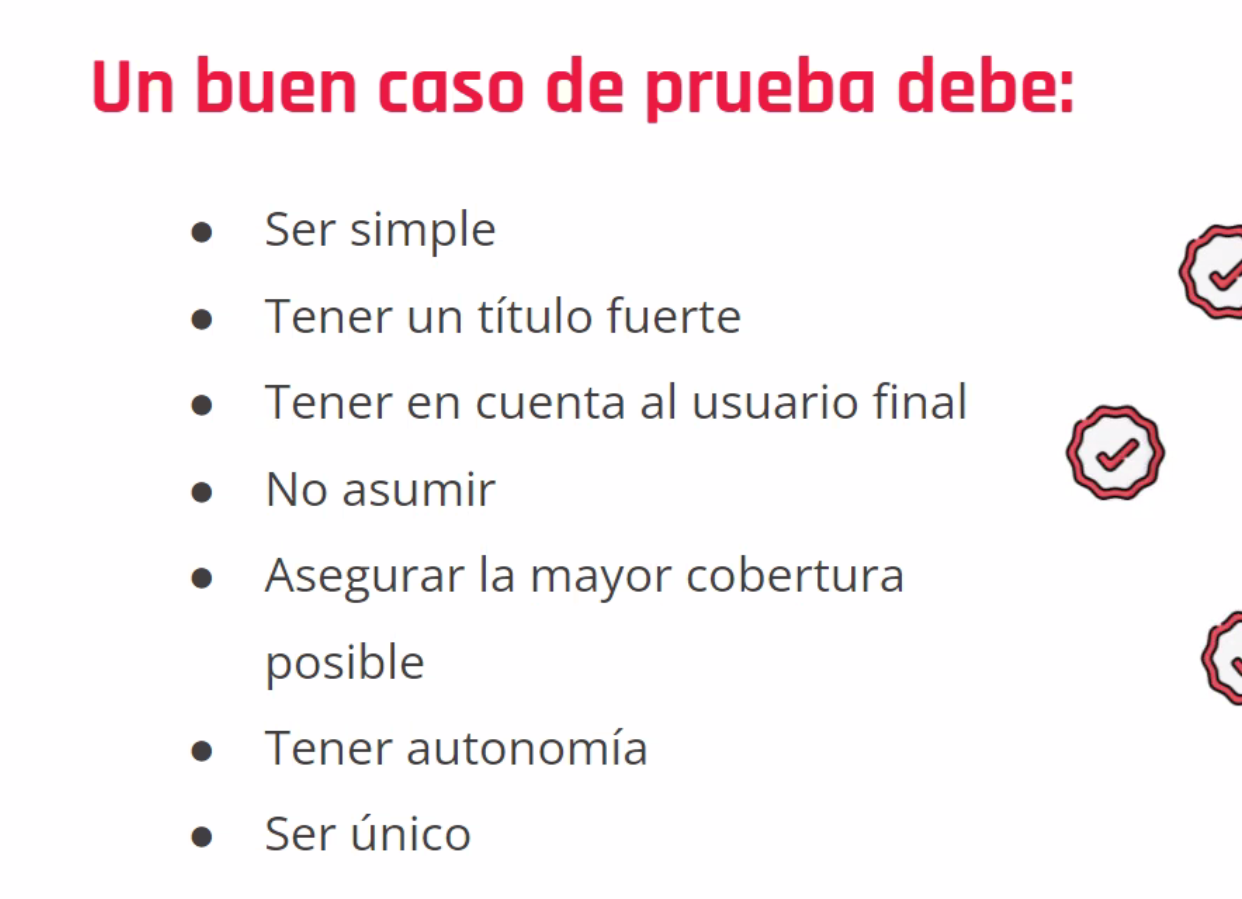 Un buen caso de prueba debe:
● Ser simple
● Tener un título fuerte
● Tener en cuenta al usuario final
● No asumir
● Asegurar la mayor cobertura
posible
● Tener autonomía
● Ser único